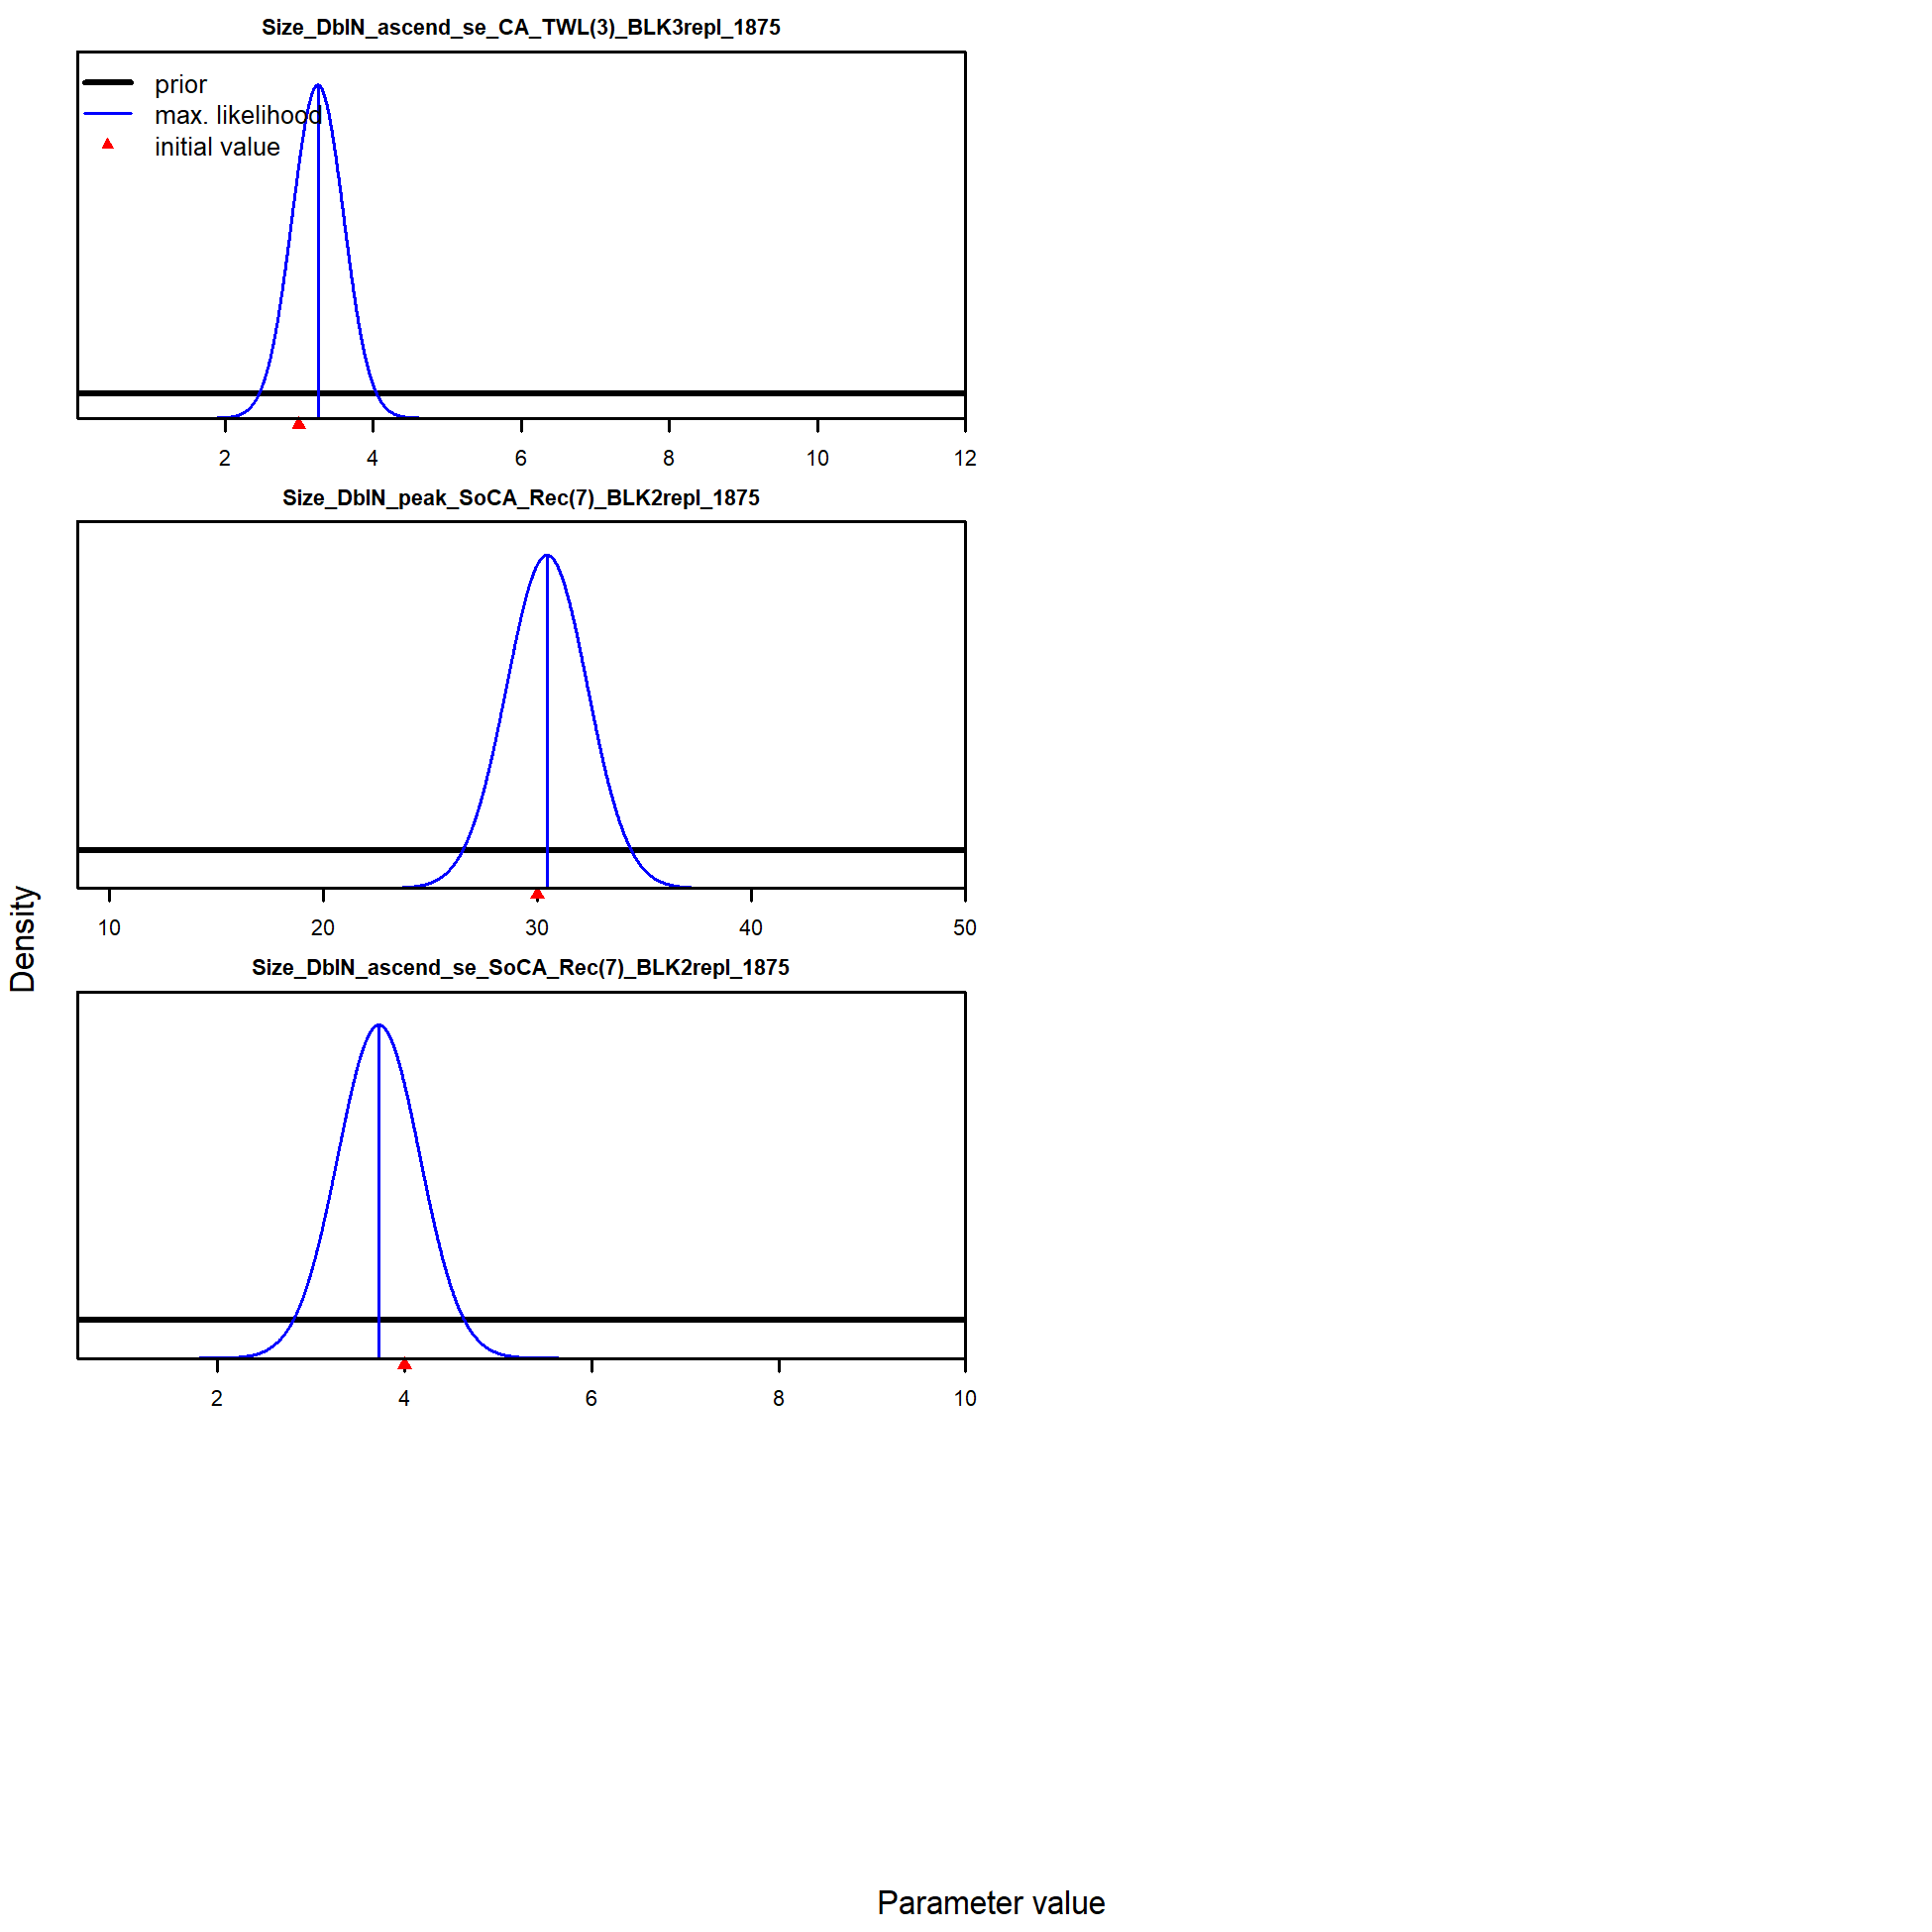 Size_DblN_ascend_se_CA_TWL(3)_BLK3repl_1875
prior
max. likelihood
initial value
2 4 6 8 10 12
Size_DblN_peak_SoCA_Rec(7)_BLK2repl_1875
10 20 30 40 50
Size_DblN_ascend_se_SoCA_Rec(7)_BLK2repl_1875
2 4 6 8 10
Density
Parameter value